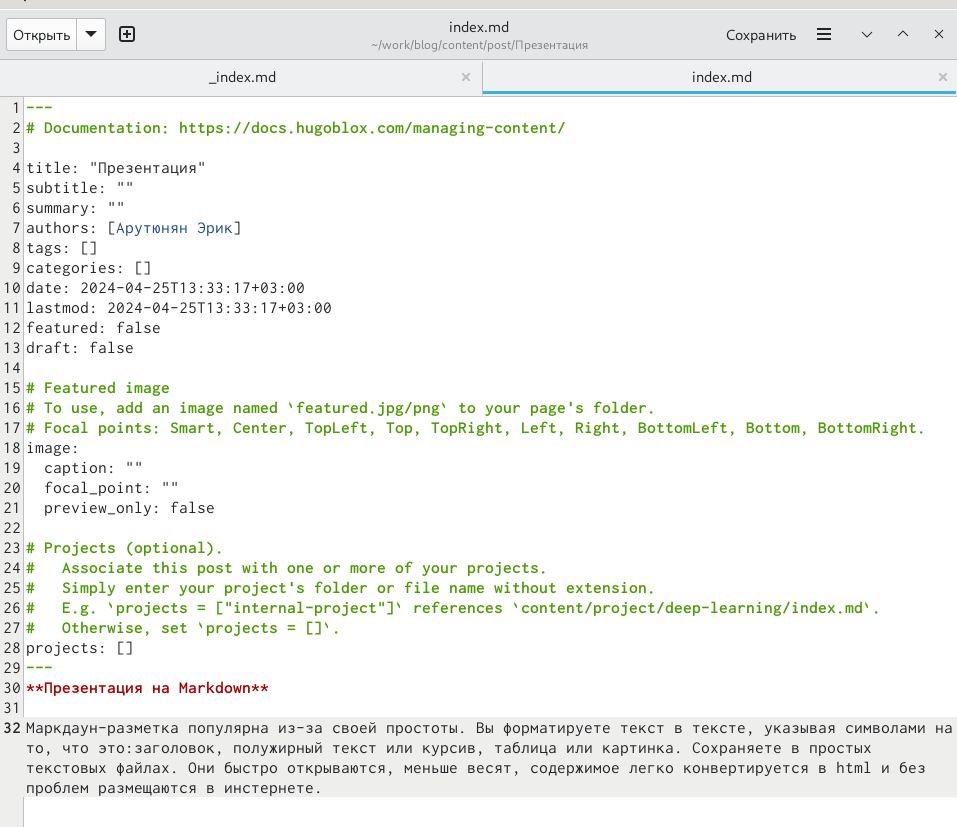 index.md
Открыть
~/work/blog/content/post/Презентация
Сохранить
_index.md
index.md
1 ---
2 # Documentation: https://docs.hugoblox.com/managing-content/
3
4 title: "Презентация"
5 subtitle: ""
6 summary: ""
7 authors: [Арутюнян Эрик]
8 tags: []
9 categories: []
10 date: 2024-04-25T13:33:17+03:00
11 lastmod: 2024-04-25T13:33:17+03:00
12 featured: false
13 draft: false
14
15 # Featured image
16 # To use, add an image named `featured.jpg/png` to your page's folder.
17 # Focal points: Smart, Center, TopLeft, Top, TopRight, Left, Right, BottomLeft, Bottom, BottomRight.
18 image:
19   caption: ""
20   focal_point: ""
21   preview_only: false
22
23 # Projects (optional).
24 #   Associate this post with one or more of your projects.
25 #   Simply enter your project's folder or file name without extension.
26 #   E.g. `projects = ["internal-project"]` references `content/project/deep-learning/index.md`.
27 #   Otherwise, set `projects = []`.
28 projects: []
29 ---
30 **Презентация на Markdown**
31
32 Маркдаун-разметка популярна из-за своей простоты. Вы форматируете текст в тексте, указывая символами на
то, что это:заголовок, полужирный текст или курсив, таблица или картинка. Сохраняете в простых
текстовых файлах. Они быстро открываются, меньше весят, содержимое легко конвертируется в html и без
проблем размещаются в инстернете.